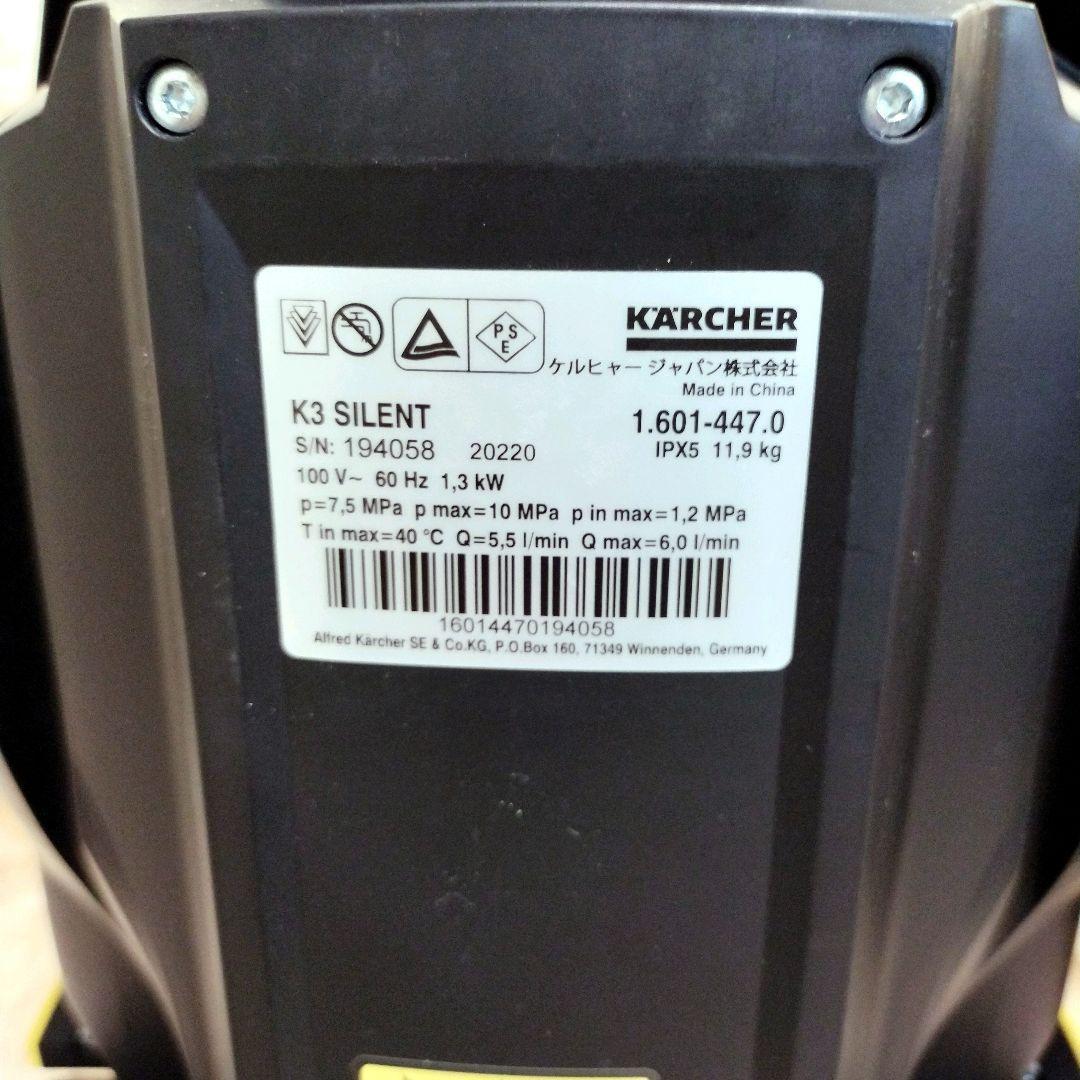 PSE
KÄRCHER
ケルヒャー ジャパン株式会社
Made in China
K3 SILENT 1.601-447.0
S/N: 194058 20220 IPX5 11,9 kg
100 V~ 60 Hz 1,3 kW
p=7,5 MPa p max=10 MPa p in max=1,2 MPa
T in max=40 °C Q=5,5 l/min Q max=6,0 l/min
16014470194058
Alfred Kärcher SE & Co.KG, P.O.Box 160, 71349 Winnenden, Germany